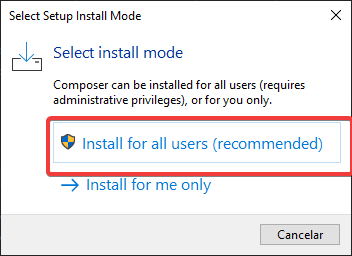 Select Setup Install Mode
Select install mode
Composer can be installed for all users (requires
administrative privileges), or for you only.
Install for all users (recommended)
Install for me only
Cancelar